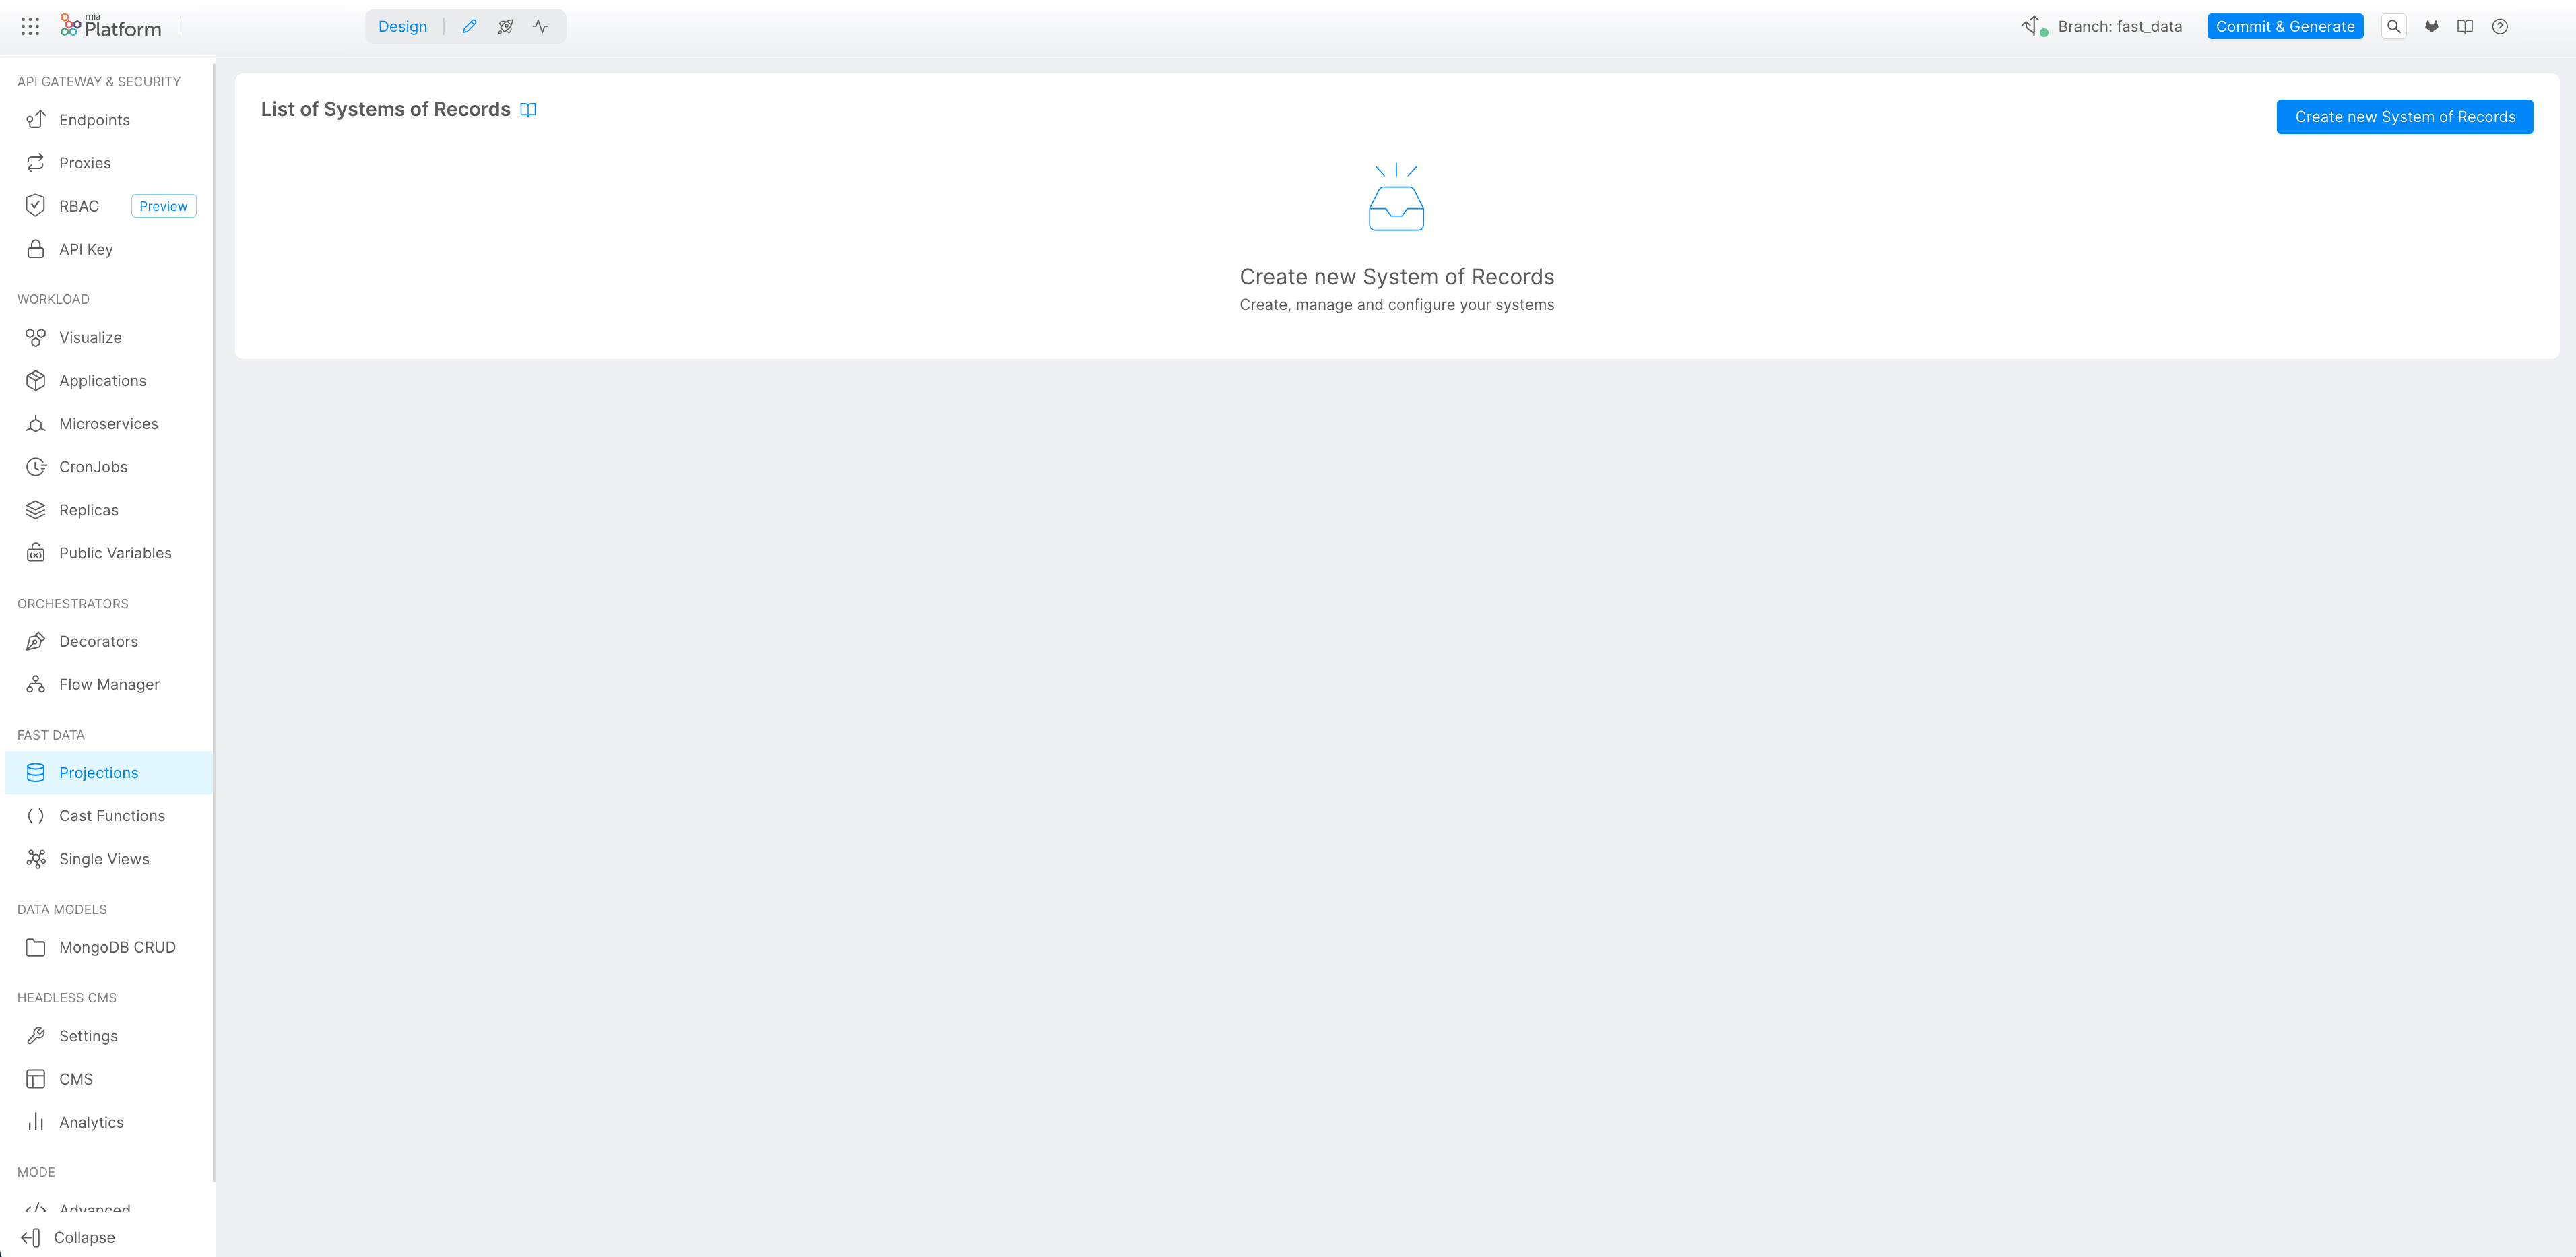 mia
Platform
Design
Branch: fast_data
Commit & Generate
API GATEWAY & SECURITY
Endpoints
Proxies
RBAC
Preview
API Key
WORKLOAD
Visualize
Applications
Microservices
CronJobs
Replicas
Public Variables
ORCHESTRATORS
Decorators
Flow Manager
FAST DATA
Projections
Cast Functions
Single Views
DATA MODELS
MongoDB CRUD
HEADLESS CMS
Settings
CMS
Analytics
MODE
Advanced
Collapse
List of Systems of Records
Create new System of Records
Create new System of Records
Create, manage and configure your systems